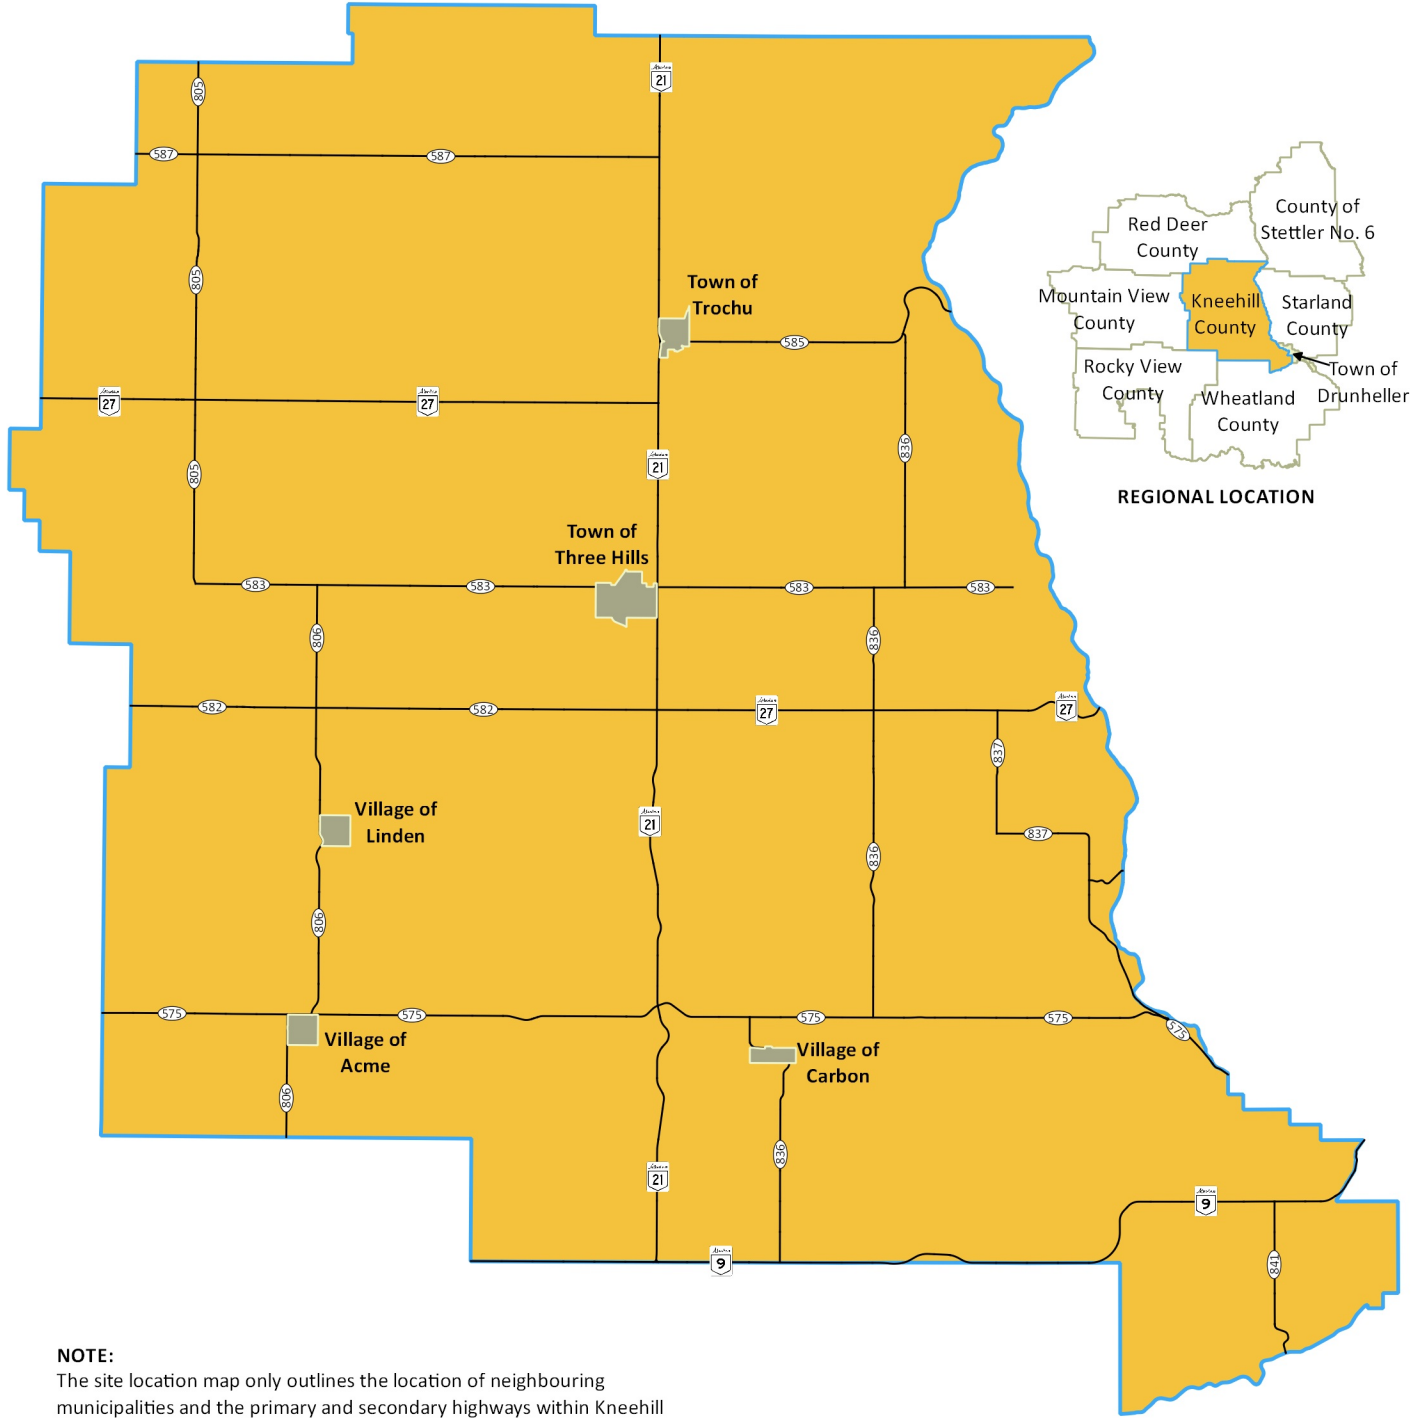 805
Alberta
21
587
587
805
Town of
Trochu
585
27
27
805
21
836
Town of
Three Hills
583
583
583
583
806
836
582
582
27
27
837
Village of
Linden
21
837
836
806
575
575
575
575
575
Village of
Acme
Village of
Carbon
806
836
21
9
9
841
Red Deer
County
County of
Stettler No. 6
Mountain View
County
Kneehill
County
Starland
County
Rocky View
County
Town of
Drumheller
Wheatland
County
REGIONAL LOCATION
NOTE:
The site location map only outlines the location of neighbouring
municipalities and the primary and secondary highways within Kneehill